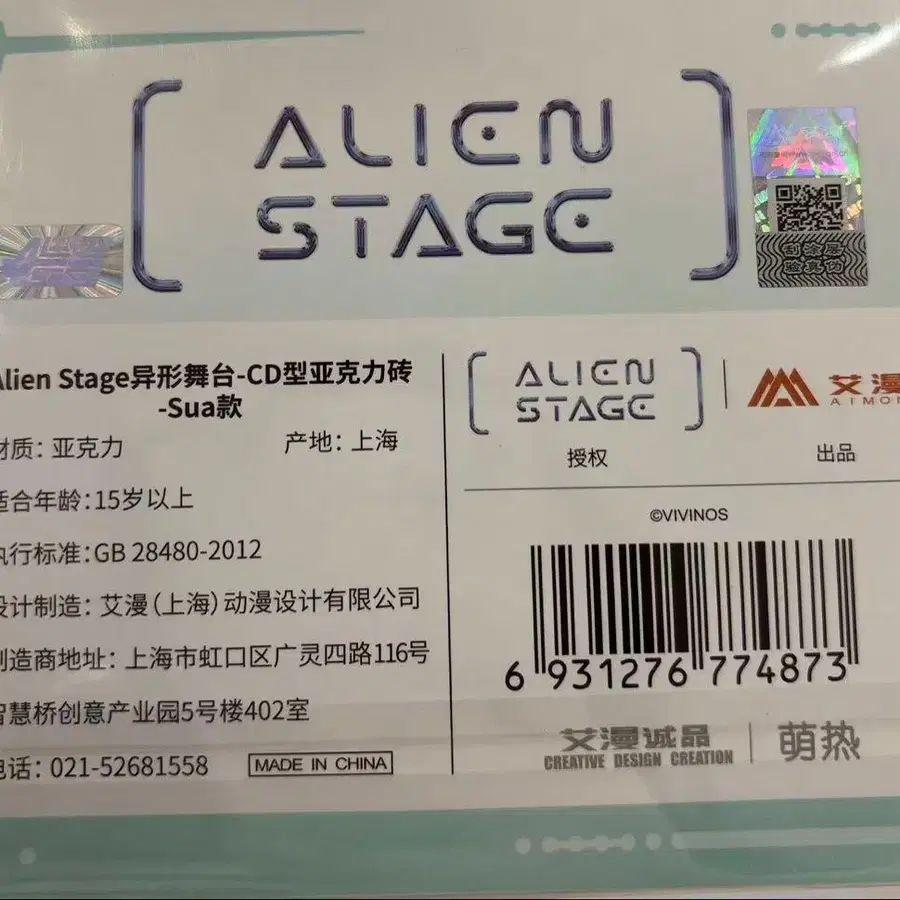 ALIEN
STAGE
刮涂层
验真伪
Alien Stage异形舞台-CD型亚克力砖
-Sua款
材质：亚克力
产地：上海
适合年龄：15岁以上
执行标准：GB 28480-2012
设计制造：艾漫（上海）动漫设计有限公司
制造商地址：上海市虹口区广灵四路116号
智慧桥创意产业园5号楼402室
电话：021-52681558
MADE IN CHINA
ALIEN
STAGE
授权
艾漫
AIMON
出品
©VIVINOS
6 931276 774873
艾漫诚品
CREATIVE DESIGN CREATION
萌热